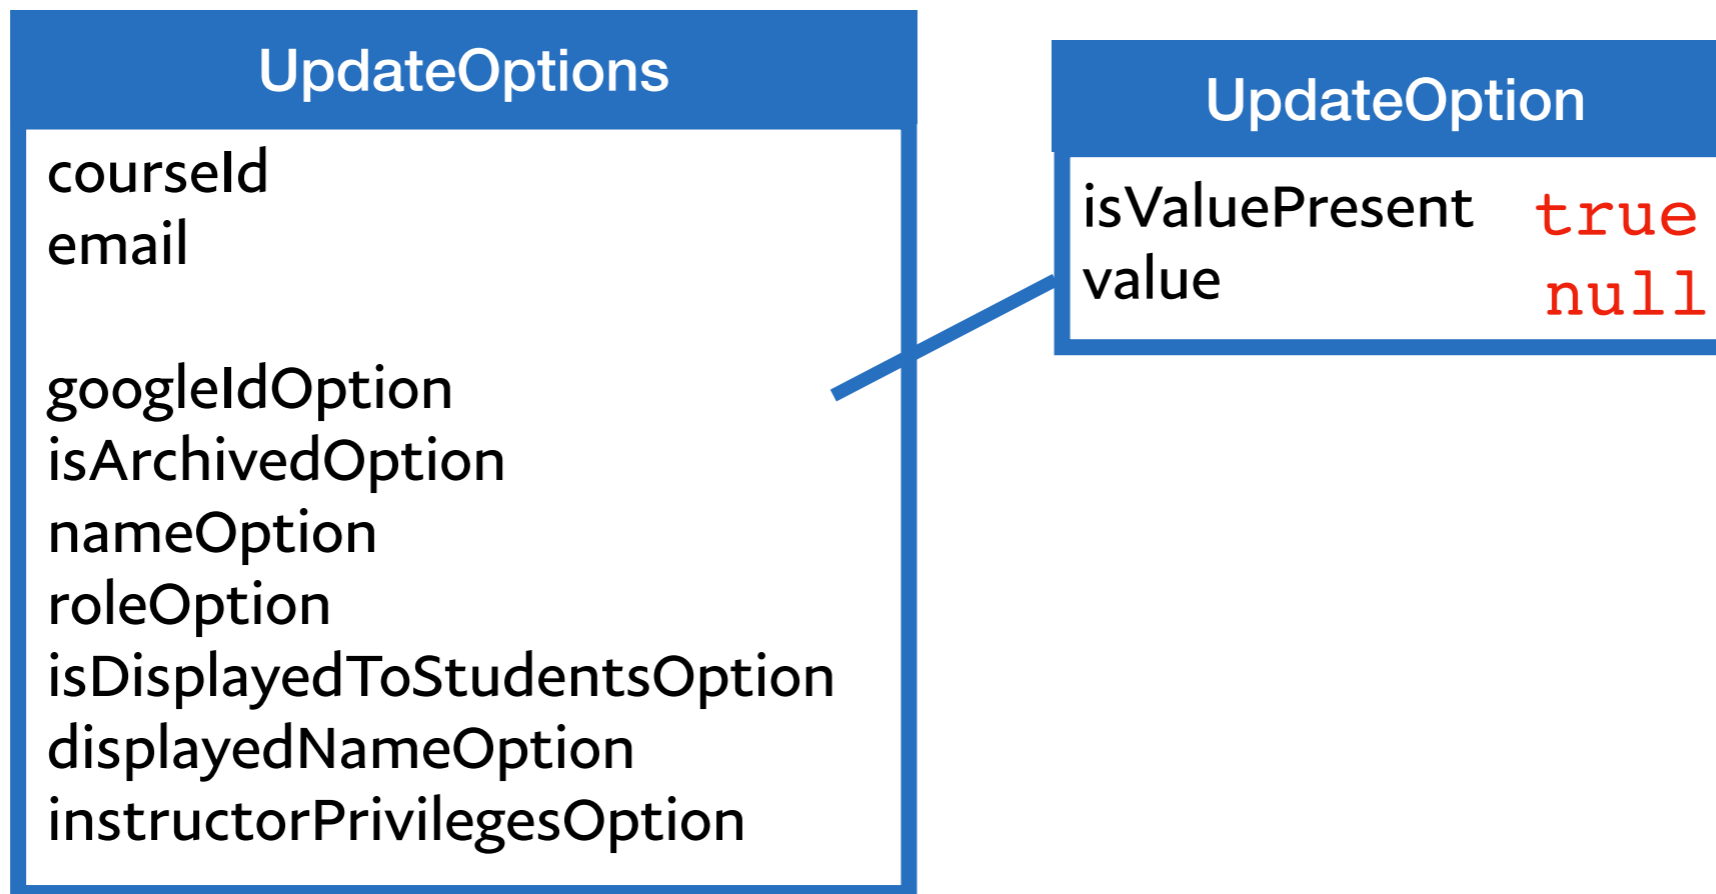 UpdateOptions
courseId
email
googleIdOption
isArchivedOption
nameOption
roleOption
isDisplayedToStudentsOption
displayedNameOption
instructorPrivilegesOption
UpdateOption
isValuePresent true
value null